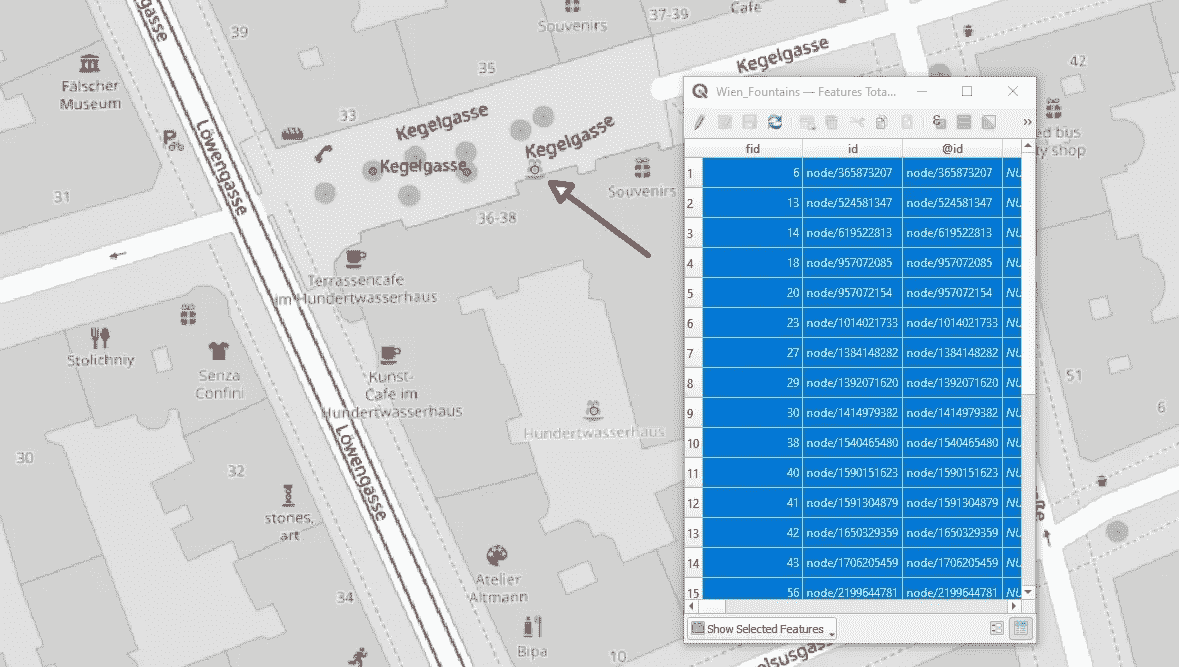 gasse
39
Souvenirs
37-39
Cafe
Kegelgasse
42
Fälscher
Museum
35
33
Kegelgasse
Kegelgasse
Kegelgasse
Löwengasse
31
36-38
Souvenirs
ed bus
ty shop
Terrassencafe
im Hundertwasserhaus
Stolichniy
Senza
Confini
Kunst-
Cafe im
Hundertwasserhaus
Hundertwasserhaus
51
6
30
32
Löwengasse
stones,
art
34
Atelier
Altmann
Bipa
10
elsusgass
ße
Wien_Fountains — Features Tota...
fid id @id
1 6 node/365873207 node/365873207 NU
2 13 node/524581347 node/524581347 NU
3 14 node/619522813 node/619522813 NU
4 18 node/957072085 node/957072085 NU
5 20 node/957072154 node/957072154 NU
6 23 node/1014021733 node/1014021733 NU
7 27 node/1384148282 node/1384148282 NU
8 29 node/1392071620 node/1392071620 NU
9 30 node/1414979382 node/1414979382 NU
10 38 node/1540465480 node/1540465480 NU
11 40 node/1590151623 node/1590151623 NU
12 41 node/1591304879 node/1591304879 NU
13 42 node/1650329359 node/1650329359 NU
14 43 node/1706205459 node/1706205459 NU
15 56 node/2199644781 node/2199644781 NU
Show Selected Features